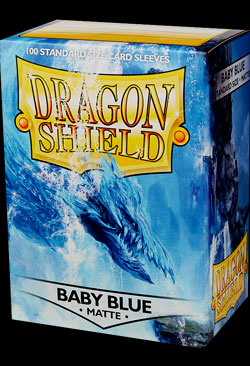 100 STANDARD SIZE CARD SLEEVES
DRAGON
SHIELD
BABY BLUE
· MATTE ·
BABY BLUE
STANDARD SIZE · MATTE
DRAGON
SHIELD